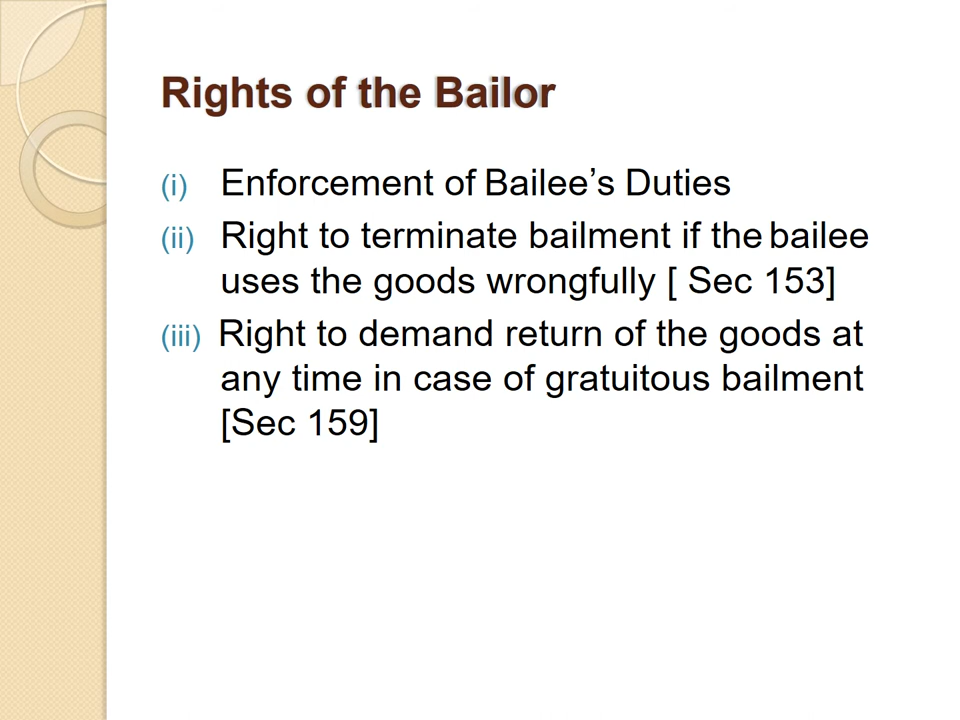 Rights of the Bailor
(i) Enforcement of Bailee’s Duties
(ii) Right to terminate bailment if the bailee
uses the goods wrongfully [ Sec 153]
(iii) Right to demand return of the goods at
any time in case of gratuitous bailment
[Sec 159]